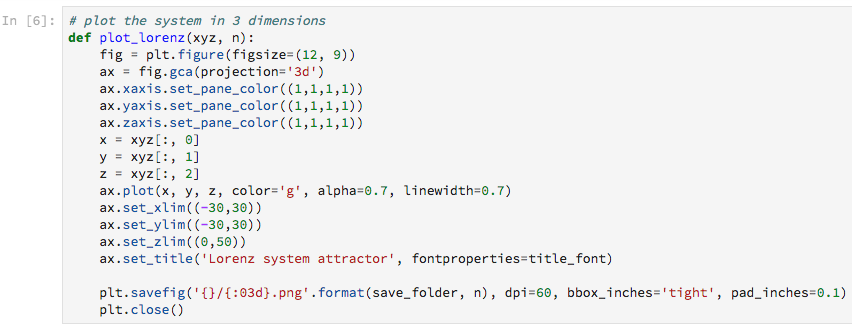 In [6]: # plot the system in 3 dimensions
def plot_lorenz(xyz, n):
    fig = plt.figure(figsize=(12, 9))
    ax = fig.gca(projection='3d')
    ax.xaxis.set_pane_color((1,1,1,1))
    ax.yaxis.set_pane_color((1,1,1,1))
    ax.zaxis.set_pane_color((1,1,1,1))
    x = xyz[:, 0]
    y = xyz[:, 1]
    z = xyz[:, 2]
    ax.plot(x, y, z, color='g', alpha=0.7, linewidth=0.7)
    ax.set_xlim((-30,30))
    ax.set_ylim((-30,30))
    ax.set_zlim((0,50))
    ax.set_title('Lorenz system attractor', fontproperties=title_font)

    plt.savefig('{}/{:03d}.png'.format(save_folder, n), dpi=60, bbox_inches='tight', pad_inches=0.1)
    plt.close()